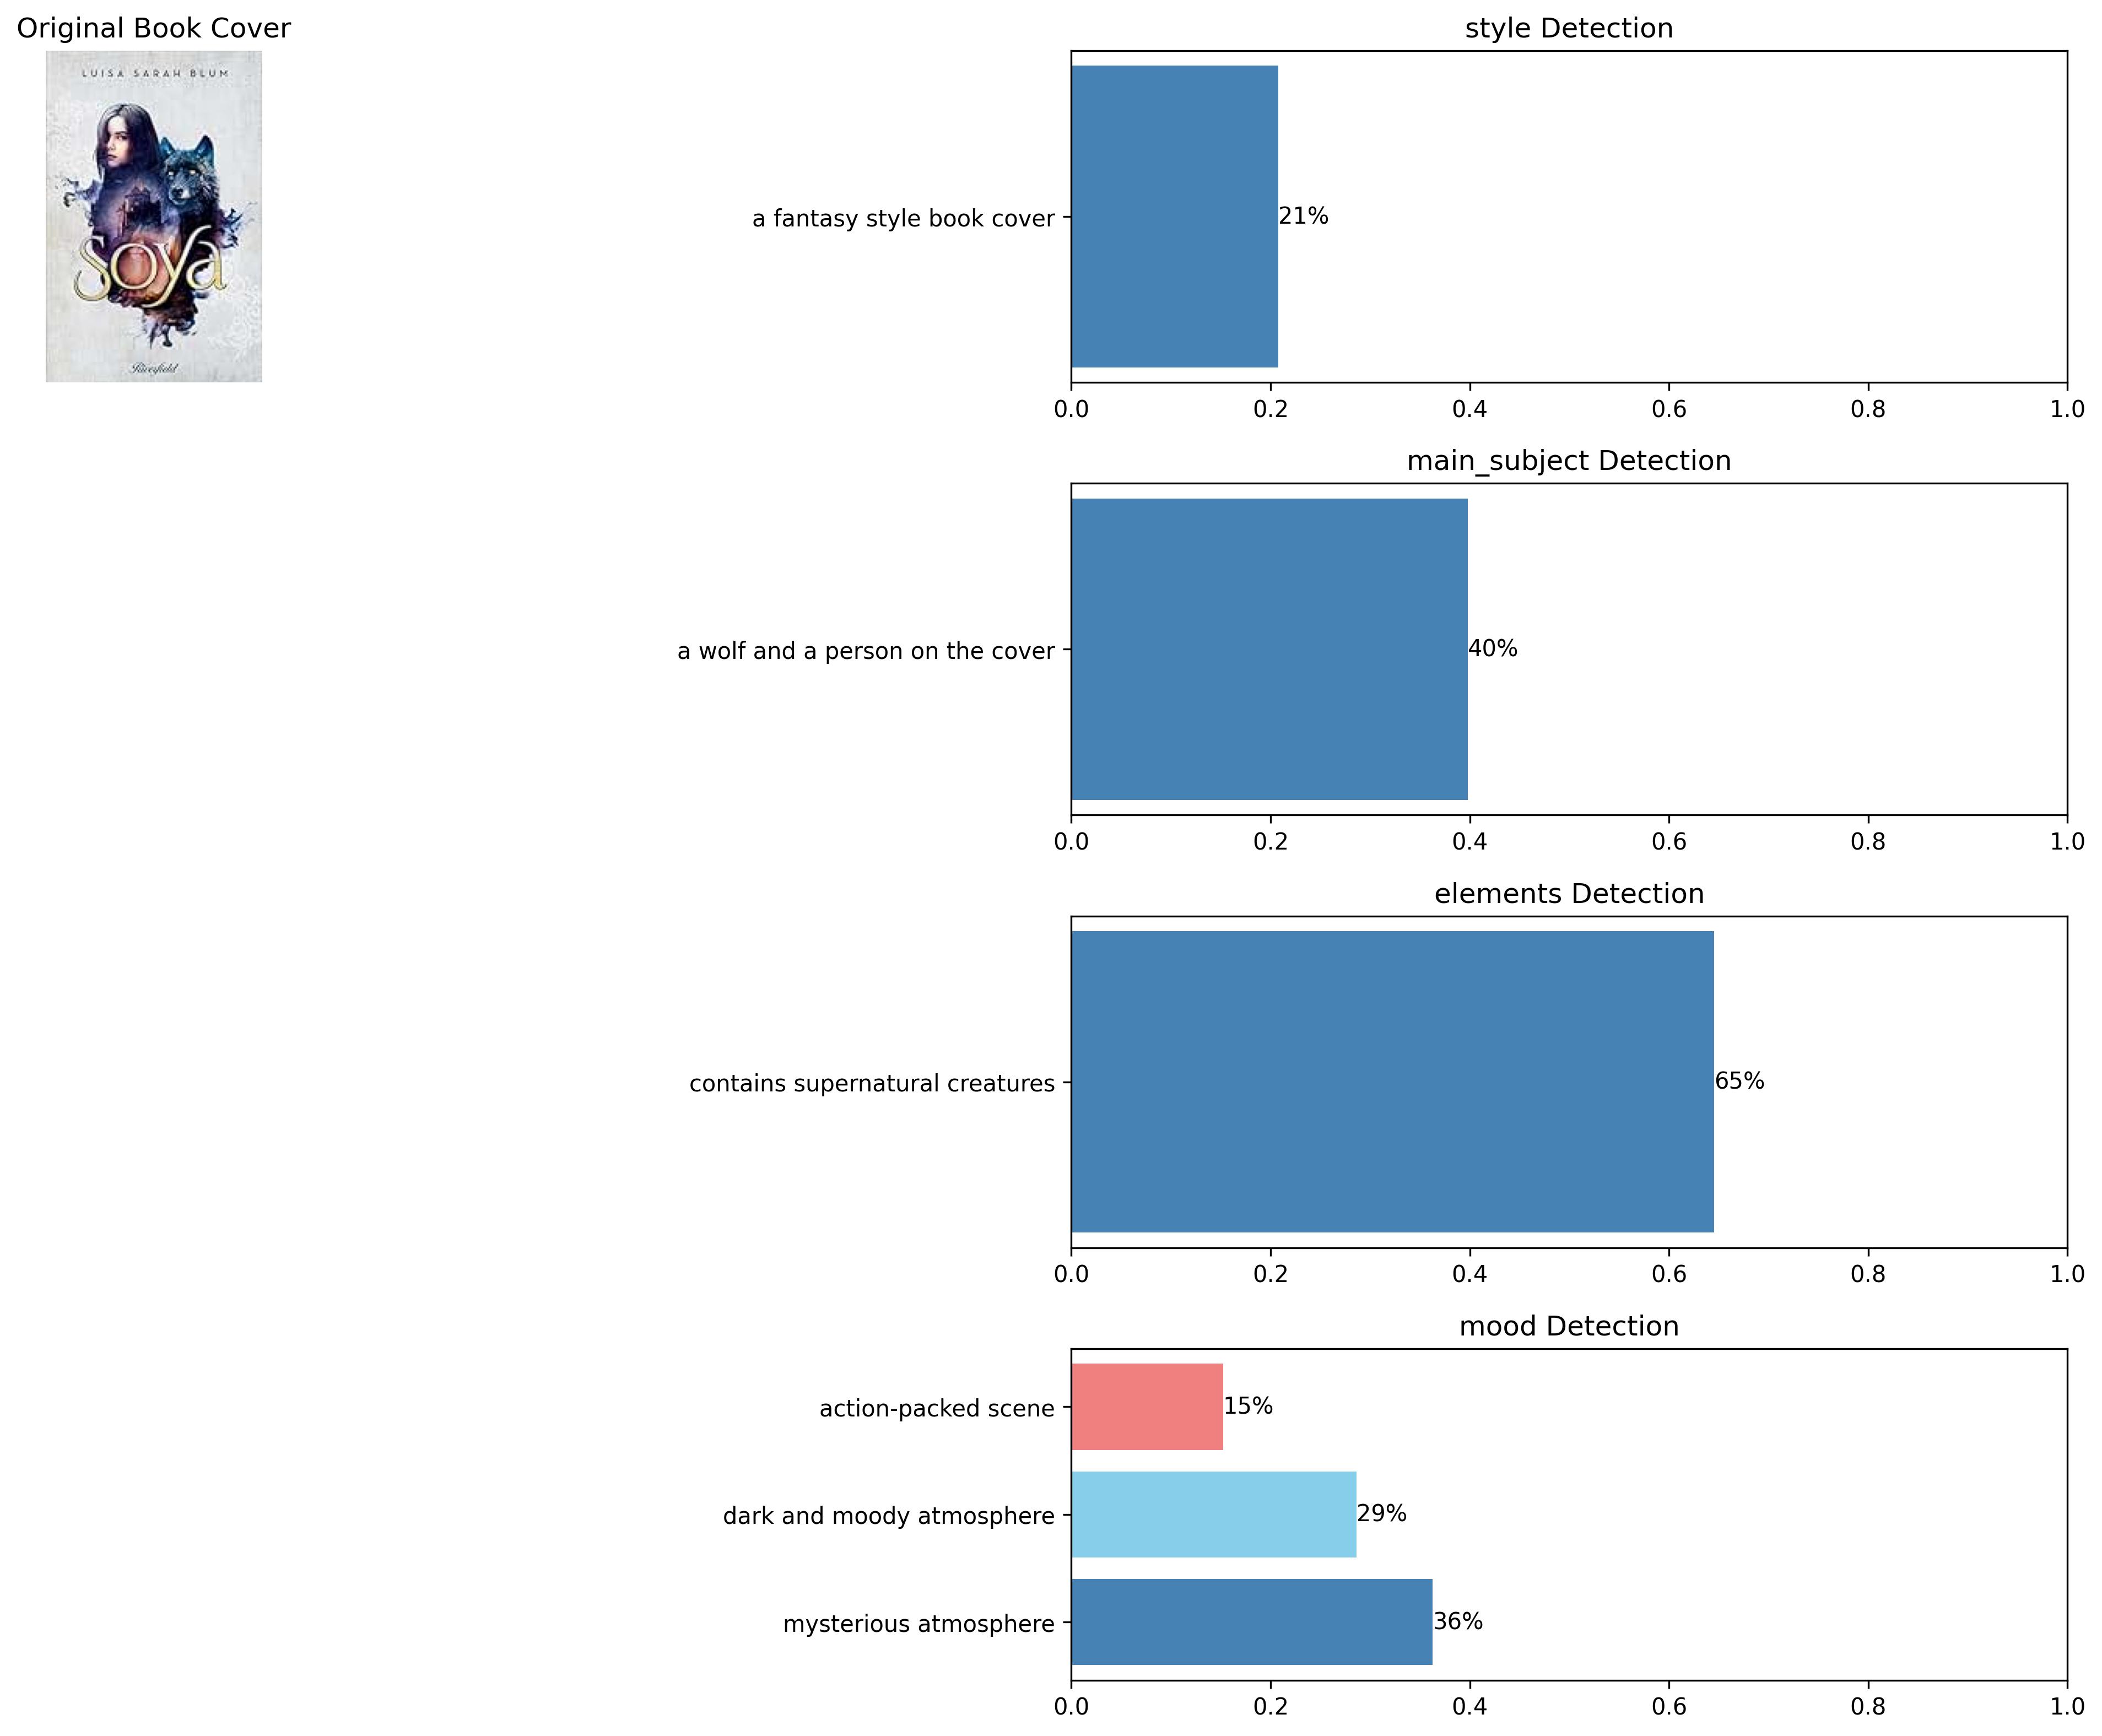 Original Book Cover
LUISA SARAH BLUM
soya
Riverfield
style Detection
a fantasy style book cover
21%
0.0 0.2 0.4 0.6 0.8 1.0
main_subject Detection
a wolf and a person on the cover
40%
0.0 0.2 0.4 0.6 0.8 1.0
elements Detection
contains supernatural creatures
65%
0.0 0.2 0.4 0.6 0.8 1.0
mood Detection
action-packed scene
15%
dark and moody atmosphere
29%
mysterious atmosphere
36%
0.0 0.2 0.4 0.6 0.8 1.0